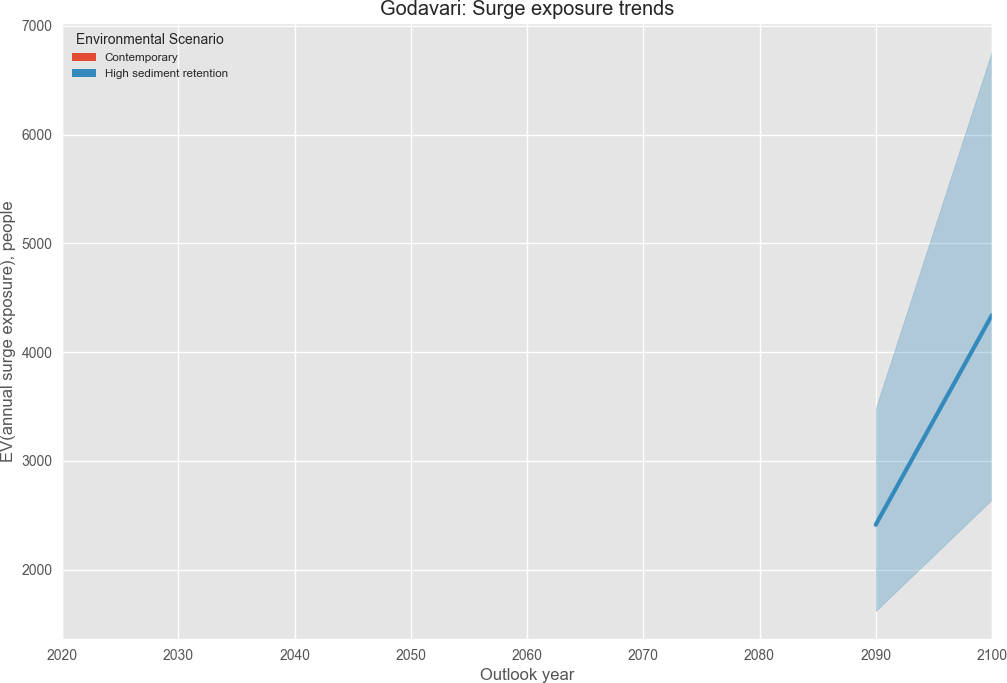 Godavari: Surge exposure trends
Environmental Scenario
Contemporary
High sediment retention
EV(annual surge exposure), people
7000
6000
5000
4000
3000
2000
2020 2030 2040 2050 2060 2070 2080 2090 2100
Outlook year